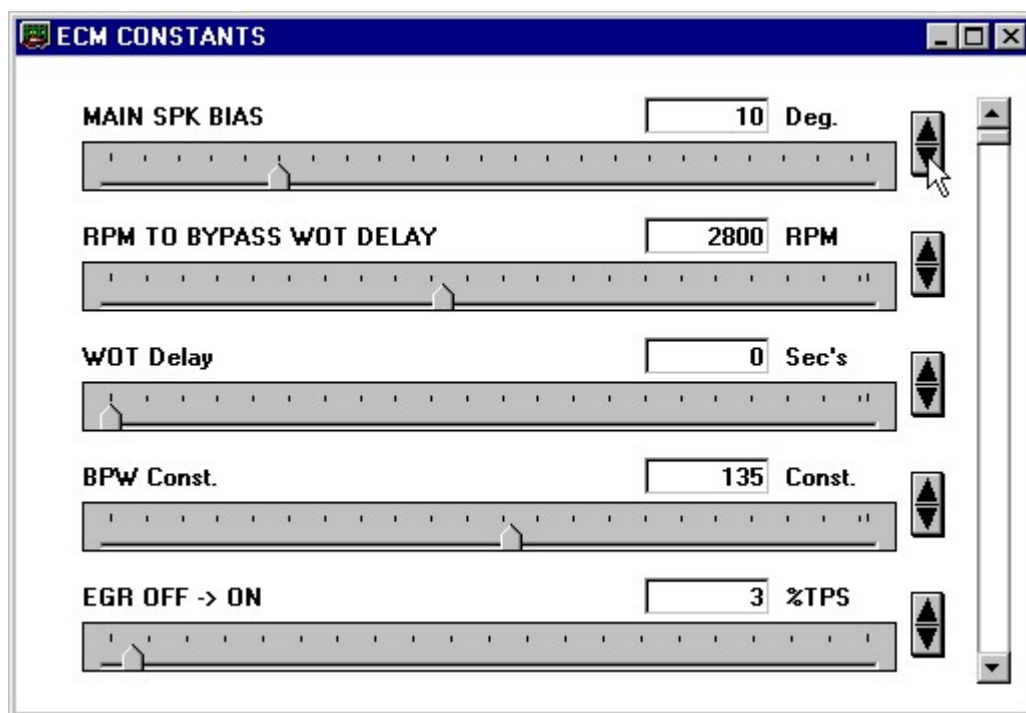 ECM CONSTANTS
MAIN SPK BIAS 10 Deg.
RPM TO BYPASS WOT DELAY 2800 RPM
WOT Delay 0 Sec's
BPW Const. 135 Const.
EGR OFF -> ON 3 %TPS